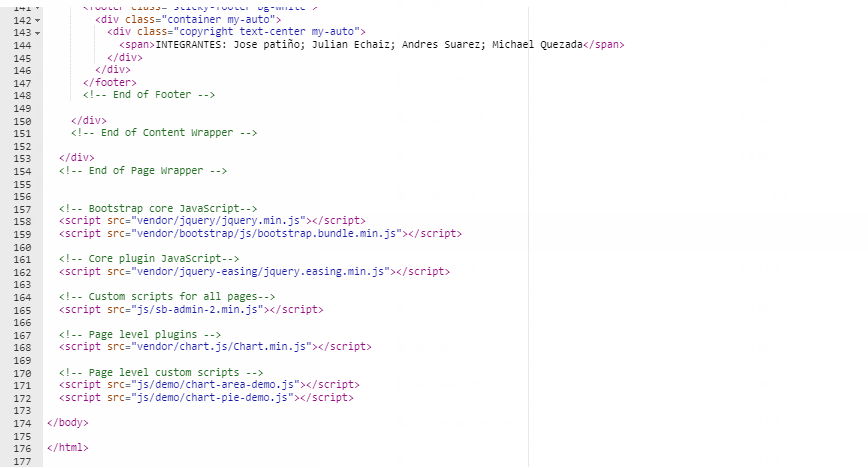 141 <footer class="sticky-footer bg-white">
142 <div class="container my-auto">
143 <div class="copyright text-center my-auto">
144 <span>INTEGRANTES: Jose patiño; Julian Echaiz; Andres Suarez; Michael Quezada</span>
145 </div>
146 </div>
147 </footer>
148 <!-- End of Footer -->
149
150 </div>
151 <!-- End of Content Wrapper -->
152
153 </div>
154 <!-- End of Page Wrapper -->
155
156
157 <!-- Bootstrap core JavaScript-->
158 <script src="vendor/jquery/jquery.min.js"></script>
159 <script src="vendor/bootstrap/js/bootstrap.bundle.min.js"></script>
160
161 <!-- Core plugin JavaScript-->
162 <script src="vendor/jquery-easing/jquery.easing.min.js"></script>
163
164 <!-- Custom scripts for all pages-->
165 <script src="js/sb-admin-2.min.js"></script>
166
167 <!-- Page level plugins -->
168 <script src="vendor/chart.js/Chart.min.js"></script>
169
170 <!-- Page level custom scripts -->
171 <script src="js/demo/chart-area-demo.js"></script>
172 <script src="js/demo/chart-pie-demo.js"></script>
173
174 </body>
175
176 </html>
177